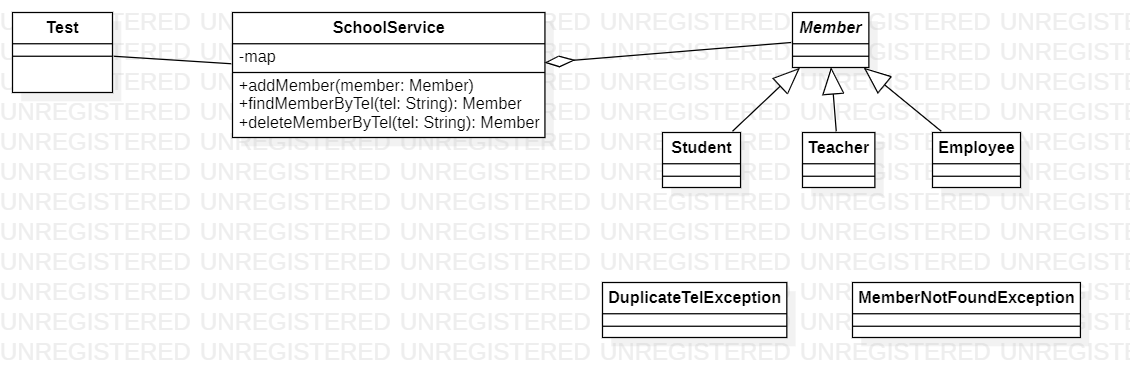 Test
SchoolService
-map
+addMember(member: Member)
+findMemberByTel(tel: String): Member
+deleteMemberByTel(tel: String): Member
Member
Student
Teacher
Employee
DuplicateTelException
MemberNotFoundException
UNREGISTERED UNREGISTERED UNREGISTERED UNREGISTERED UNREGISTERED UNREGISTERED